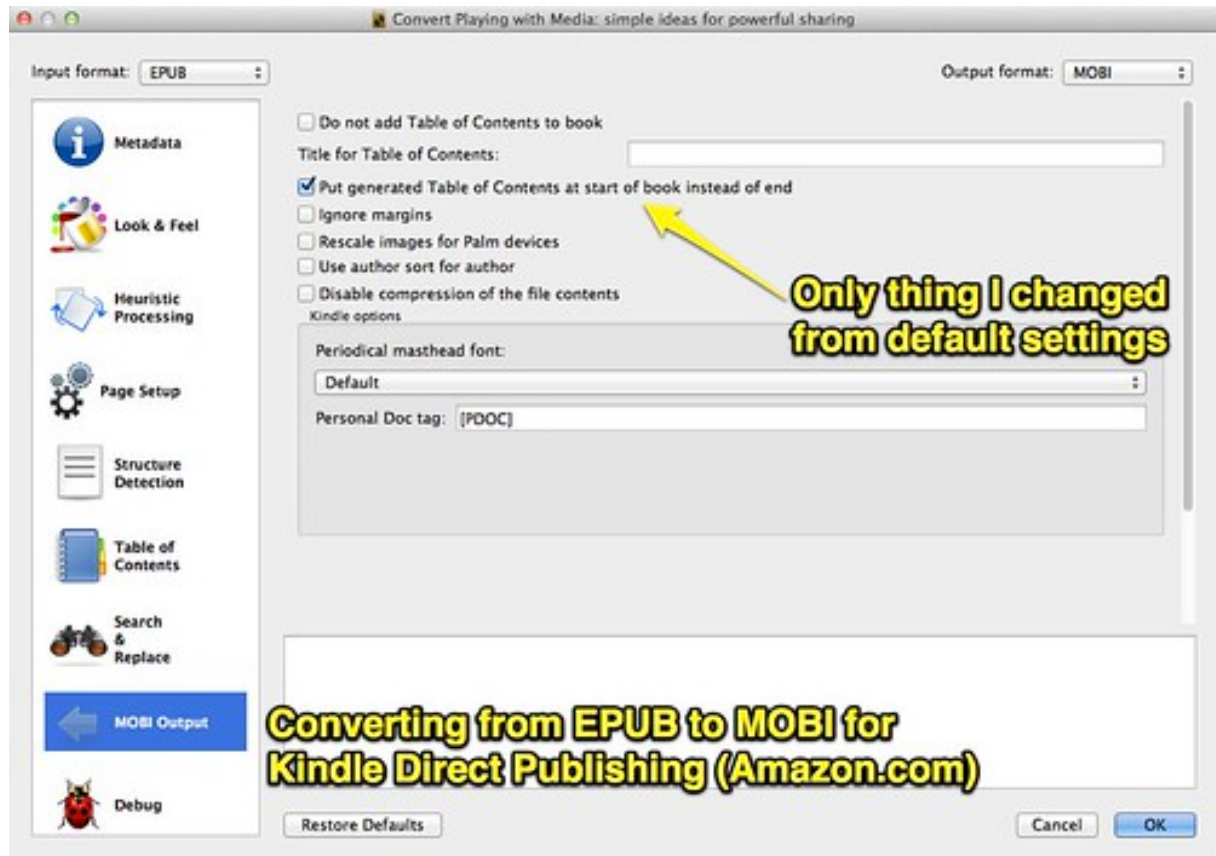 Convert Playing with Media: simple ideas for powerful sharing
Input format: EPUB
Output format: MOBI
Metadata
Look & Feel
Heuristic
Processing
Page Setup
Structure
Detection
Table of
Contents
Search
&
Replace
MOBI Output
Debug
Do not add Table of Contents to book
Title for Table of Contents:
Put generated Table of Contents at start of book instead of end
Ignore margins
Rescale images for Palm devices
Use author sort for author
Disable compression of the file contents
Kindle options
Periodical masthead font:
Default
Personal Doc tag: [PDOC]
Only thing I changed
from default settings
Converting from EPUB to MOBI for
Kindle Direct Publishing (Amazon.com)
Restore Defaults
Cancel
OK